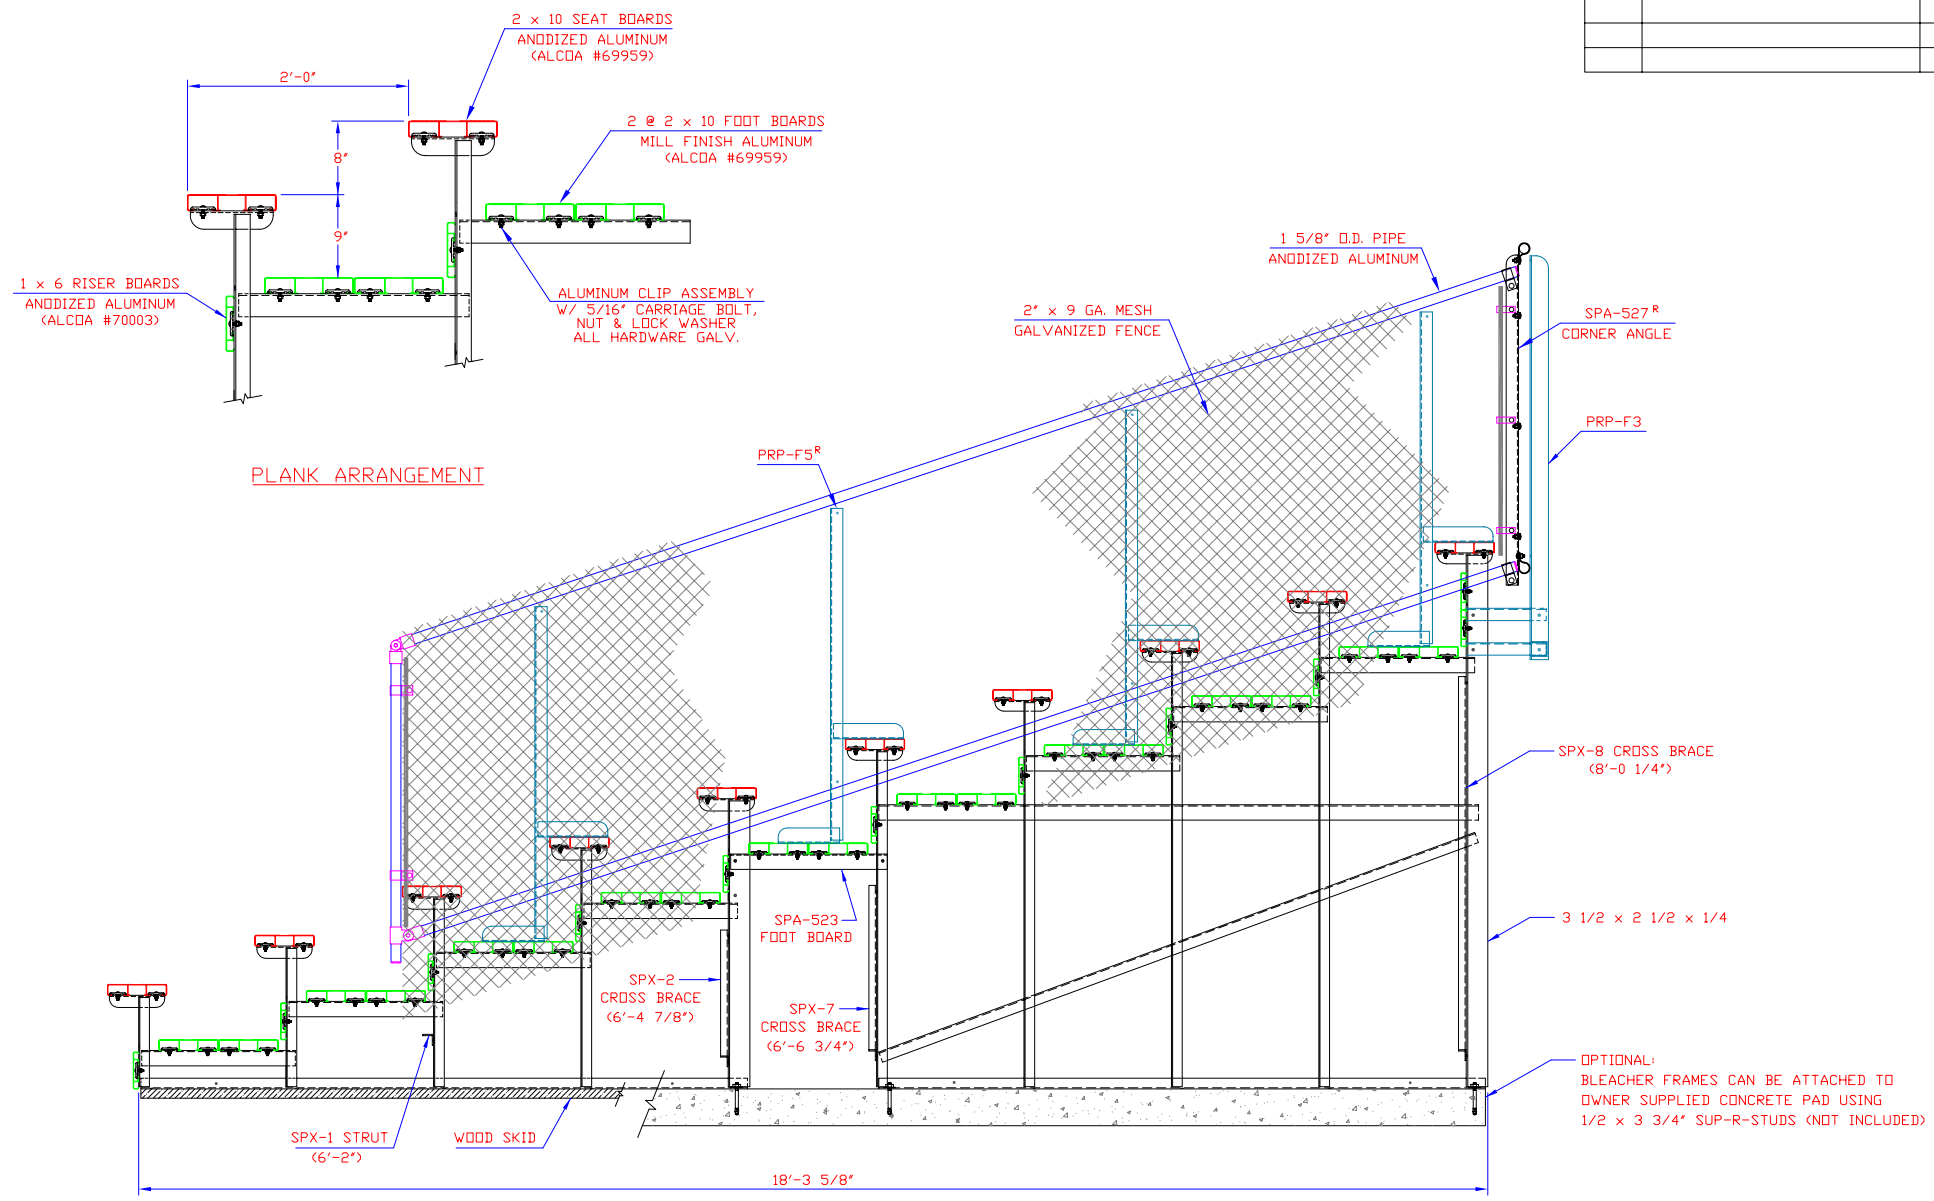 2 x 10 SEAT BOARDS
ANODIZED ALUMINUM
(ALCOA #69959)
2'-0"
8"
9"
2 @ 2 x 10 FOOT BOARDS
MILL FINISH ALUMINUM
(ALCOA #69959)
1 x 6 RISER BOARDS
ANODIZED ALUMINUM
(ALCOA #70003)
ALUMINUM CLIP ASSEMBLY
W/ 5/16" CARRIAGE BOLT,
NUT & LOCK WASHER
ALL HARDWARE GALV.
PLANK ARRANGEMENT
1 5/8" O.D. PIPE
ANODIZED ALUMINUM
2" x 9 GA. MESH
GALVANIZED FENCE
SPA-527 R
CORNER ANGLE
PRP-F3
PRP-F5 R
SPX-8 CROSS BRACE
(8'-0 1/4")
SPA-523
FOOT BOARD
3 1/2 x 2 1/2 x 1/4
SPX-2
CROSS BRACE
(6'-4 7/8")
SPX-7
CROSS BRACE
(6'-6 3/4")
OPTIONAL:
BLEACHER FRAMES CAN BE ATTACHED TO
OWNER SUPPLIED CONCRETE PAD USING
1/2 x 3 3/4" SUP-R-STUDS (NOT INCLUDED)
SPX-1 STRUT
(6'-2")
WOOD SKID
18'-3 5/8"